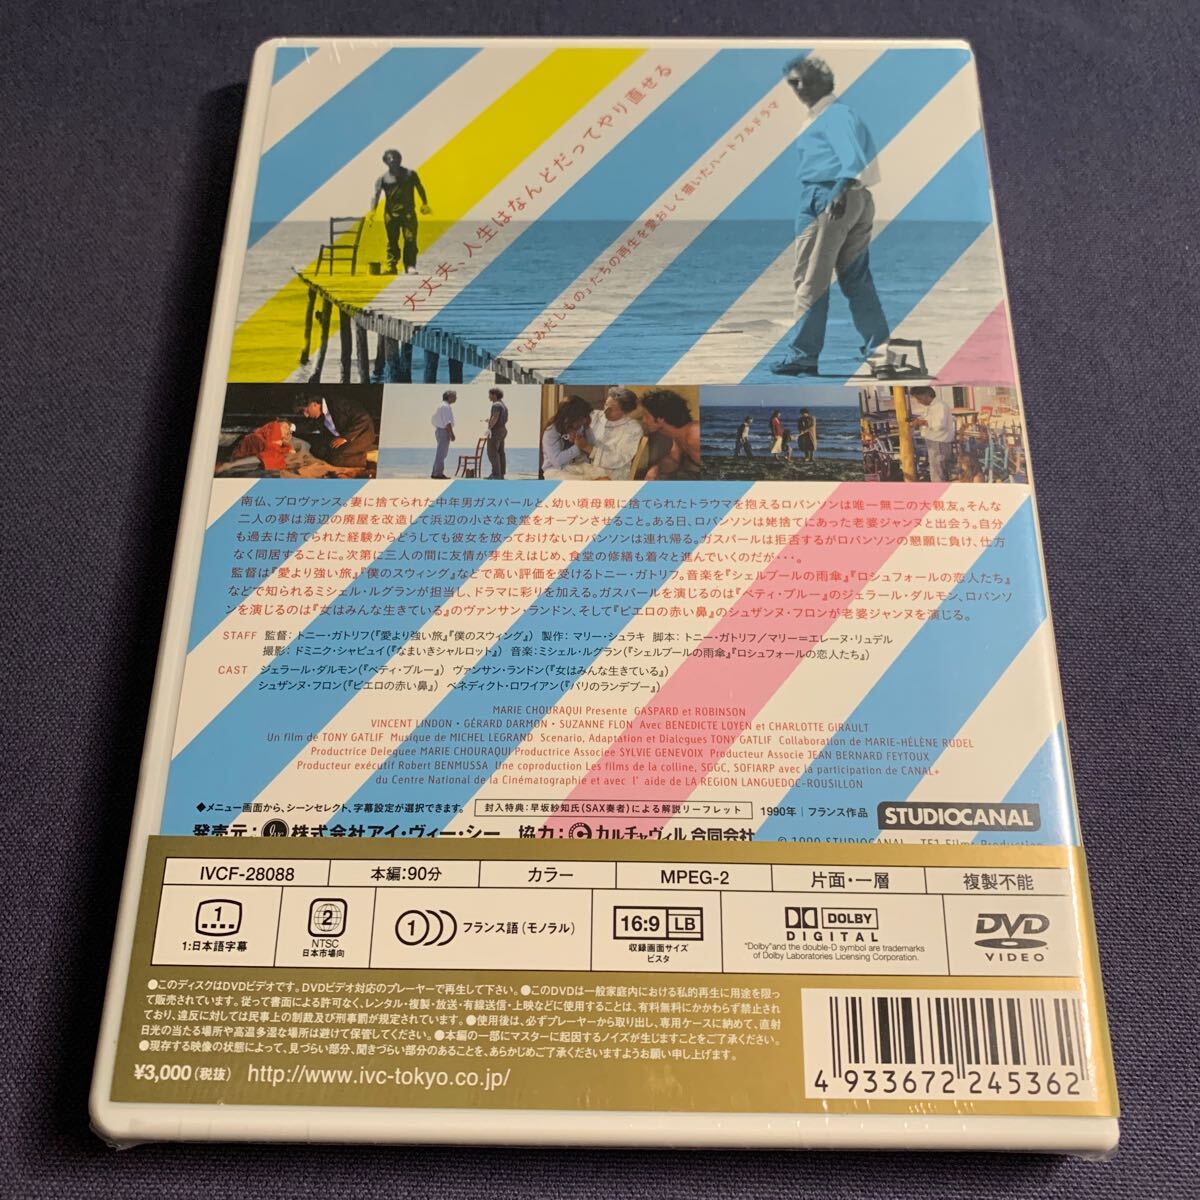 大丈夫、人生はなんどだってやり直せる
「はみだしもの」たちの再生を愛おしく描いたハートフルドラマ
南仏、プロヴァンス。妻に捨てられた中年男ガスパールと、幼い頃母親に捨てられたトラウマを抱えるロバンソンは唯一無二の大親友。そんな
二人の夢は海辺の廃屋を改造して浜辺の小さな食堂をオープンさせること。ある日、ロバンソンは姥捨てにあった老婆ジャンヌと出会う。自分
も過去に捨てられた経験からどうしても彼女を放っておけないロバンソンは連れ帰る。ガスパールは拒否するがロバンソンの懇願に負け、仕方
なく同居することに。次第に三人の間に友情が芽生えはじめ、食堂の修繕も着々と進んでいくのだが・・・。
監督は『愛より強い旅』『僕のスウィング』などで高い評価を受けるトニー・ガトリフ。音楽を『シェルブールの雨傘』『ロシュフォールの恋人たち』
などで知られるミシェル・ルグランが担当し、ドラマに彩りを加える。ガスパールを演じるのは『ベティ・ブルー』のジェラール・ダルモン、ロバンソ
ンを演じるのは『女はみんな生きている』のヴァンサン・ランドン、そして『ピエロの赤い鼻』のシュザンヌ・フロンが老婆ジャンヌを演じる。
STAFF 監督：トニー・ガトリフ（『愛より強い旅』『僕のスウィング』） 製作：マリー・シュラキ 脚本：トニー・ガトリフ／マリー＝エレーヌ・リュデル
撮影：ドミニク・シャピュイ（『なまいきシャルロット』） 音楽：ミシェル・ルグラン（『シェルブールの雨傘』『ロシュフォールの恋人たち』）
CAST ジェラール・ダルモン（『ベティ・ブルー』） ヴァンサン・ランドン（『女はみんな生きている』）
シュザンヌ・フロン（『ピエロの赤い鼻』） ベネディクト・ロワイアン（『パリのランデブー』）
MARIE CHOURAQUI Presente GASPARD et ROBINSON
VINCENT LINDON・GÉRARD DARMON・SUZANNE FLON Avec BENEDICTE LOYEN et CHARLOTTE GIRAULT
Un film de TONY GATLIF Musique de MICHEL LEGRAND Scenario, Adaptation et Dialogues TONY GATLIF Collaboration de MARIE-HÉLÈNE RUDEL
Productrice Deleguee MARIE CHOURAQUI Productrice Associee SYLVIE GENEVOIX Producteur Associe JEAN BERNARD FEYTOUX
Producteur exécutif Robert BENMUSSA Une coproduction Les films de la colline, SGGC, SOFIARP avec la participation de CANAL+
du Centre National de la Cinématographie et avec l'aide de LA REGION LANGUEDOC-ROUSILLON
◆メニュー画面から、シーンセレクト、字幕設定が選択できます。 封入特典：早坂紗知氏（SAX奏者）による解説リーフレット 1990年｜フランス作品 STUDIOCANAL
発売元：株式会社アイ・ヴィー・シー 協力：カルチャヴィル合同会社
© 1990 STUDIOCANAL - TF1 Films Production
IVCF-28088 本編：90分 カラー MPEG-2 片面・一層 複製不能
1 2 1 フランス語（モノラル） 16:9 LB DOLBY DIGITAL DVD VIDEO
1：日本語字幕 NTSC 日本市場向 収録画面サイズ ビスタ
"Dolby"and the double-D symbol are trademarks
of Dolby Laboratories Licensing Corporation.
●このディスクはDVDビデオです。DVDビデオ対応のプレーヤーで再生して下さい。●このDVDは一般家庭内における私的再生に用途を限っ
て販売されています。従って書面による許可なく、レンタル・複製・放送・有線送信・上映などに使用することは、有料無料にかかわらず禁止されて
おり、違反に対しては民事上の制裁及び刑事罰が規定されています。●使用後は、必ずプレーヤーから取り出し、専用ケースに納めて、直射
日光の当たる場所や高温多湿な場所は避けて保管してください。●本編の一部にマスターに起因するノイズが生じますことをご了承ください。
●現存する映像の状態によって、見づらい部分、聞きづらい部分のあることを、あらかじめご了承くださいますようお願い申し上げます。
¥3,000（税抜） http://www.ivc-tokyo.co.jp/
4 933672 245362